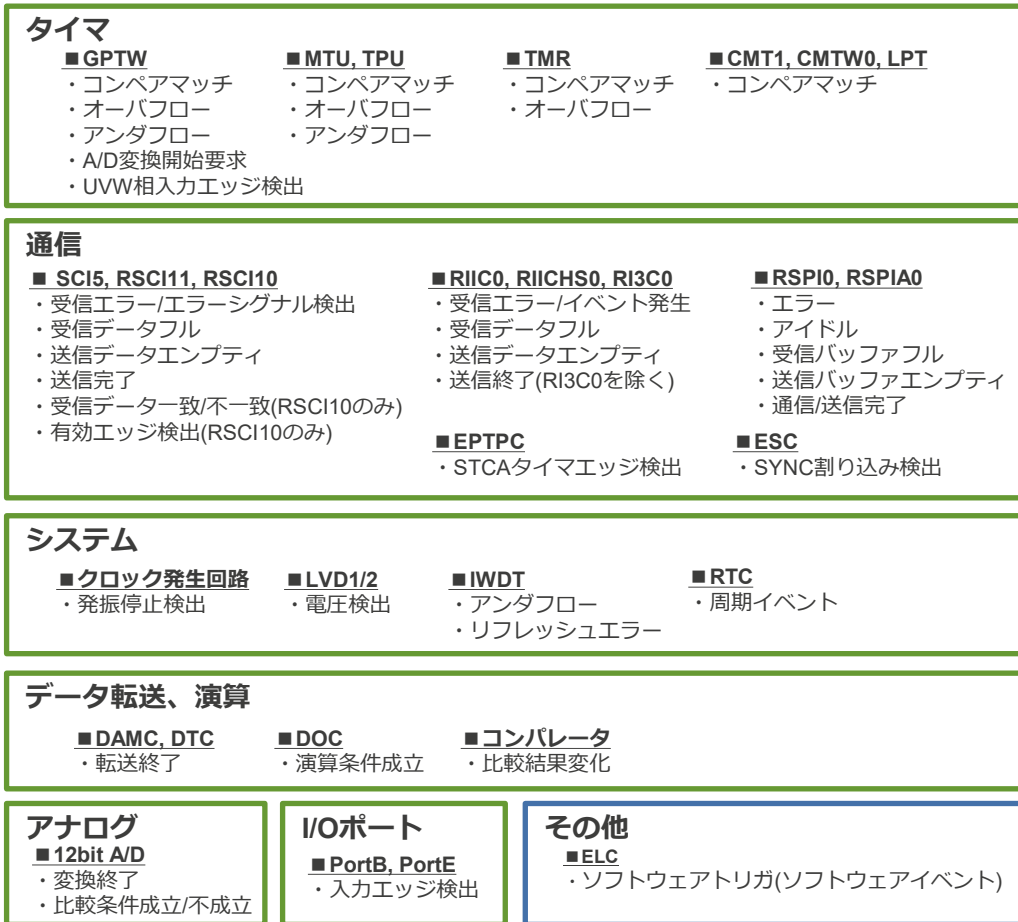 タイマ
■GPTW
・コンペアマッチ
・オーバフロー
・アンダフロー
・A/D変換開始要求
・UVW相入力エッジ検出
■MTU, TPU
・コンペアマッチ
・オーバフロー
・アンダフロー
■TMR
・コンペアマッチ
・オーバフロー
■CMT1, CMTW0, LPT
・コンペアマッチ
通信
■ SCI5, RSCI11, RSCI10
・受信エラー/エラーシグナル検出
・受信データフル
・送信データエンプティ
・送信完了
・受信データ一致/不一致(RSCI10のみ)
・有効エッジ検出(RSCI10のみ)
■RIIC0, RIICHS0, RI3C0
・受信エラー/イベント発生
・受信データフル
・送信データエンプティ
・送信終了(RI3C0を除く)
■RSPI0, RSPIA0
・エラー
・アイドル
・受信バッファフル
・送信バッファエンプティ
・通信/送信完了
■EPTPC
・STCAタイマエッジ検出
■ESC
・SYNC割り込み検出
システム
■クロック発生回路
・発振停止検出
■LVD1/2
・電圧検出
■IWDT
・アンダフロー
・リフレッシュエラー
■RTC
・周期イベント
データ転送、演算
■DAMC, DTC
・転送終了
■DOC
・演算条件成立
■コンパレータ
・比較結果変化
アナログ
■12bit A/D
・変換終了
・比較条件成立/不成立
I/Oポート
■PortB, PortE
・入力エッジ検出
その他
■ELC
・ソフトウェアトリガ(ソフトウェアイベント)